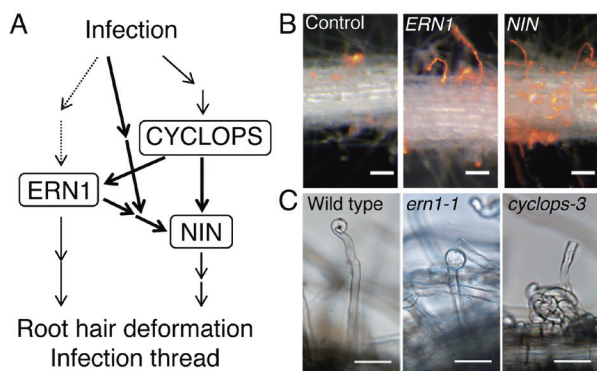 A
Infection
CYCLOPS
ERN1
NIN
Root hair deformation
Infection thread
B
Control
ERN1
NIN
C
Wild type
ern1-1
cyclops-3